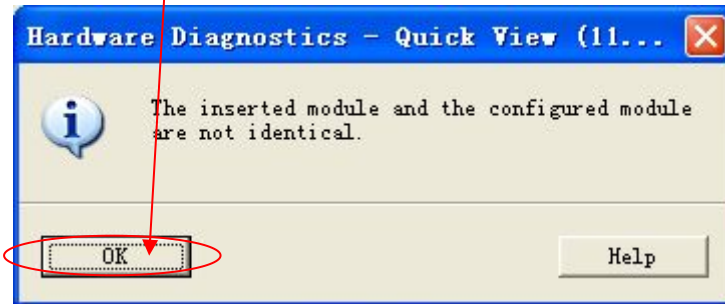 Hardware Diagnostics - Quick View (11...
The inserted module and the configured module
are not identical.
OK
Help